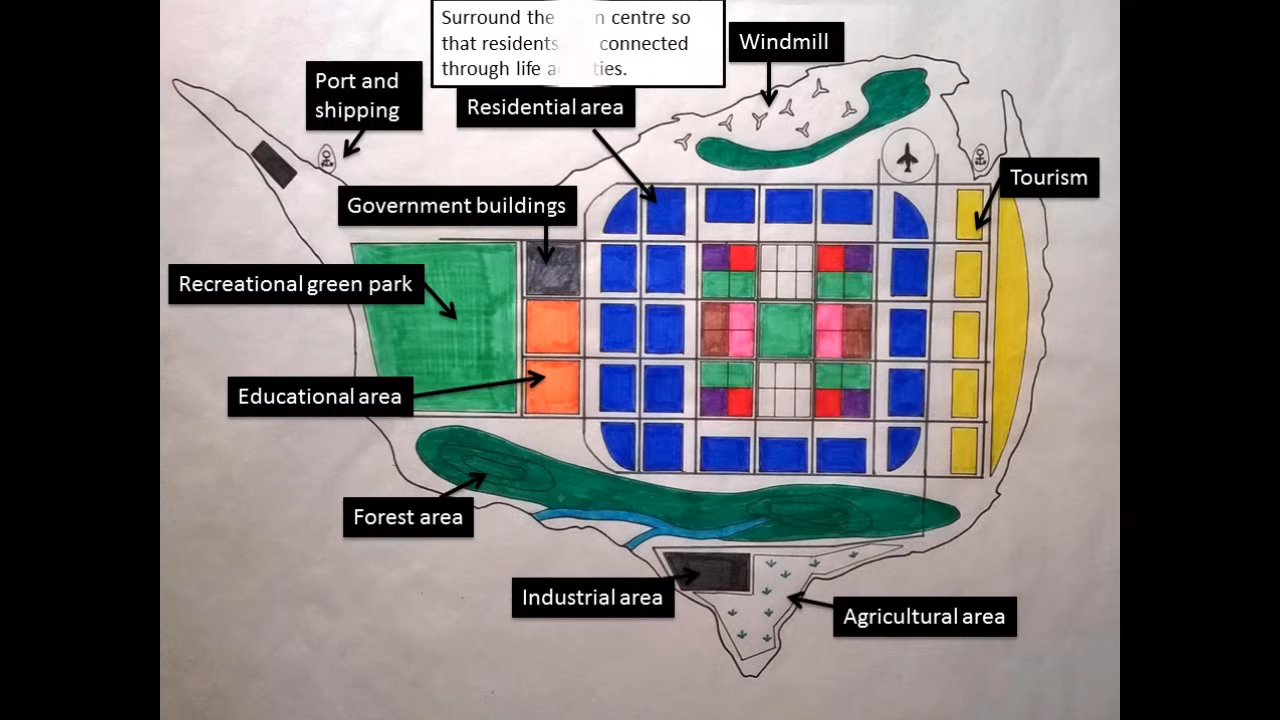 Surround the n centre so
that residents connected
through life a ties.
Windmill
Port and
shipping
Residential area
Tourism
Government buildings
Recreational green park
Educational area
Forest area
Industrial area
Agricultural area